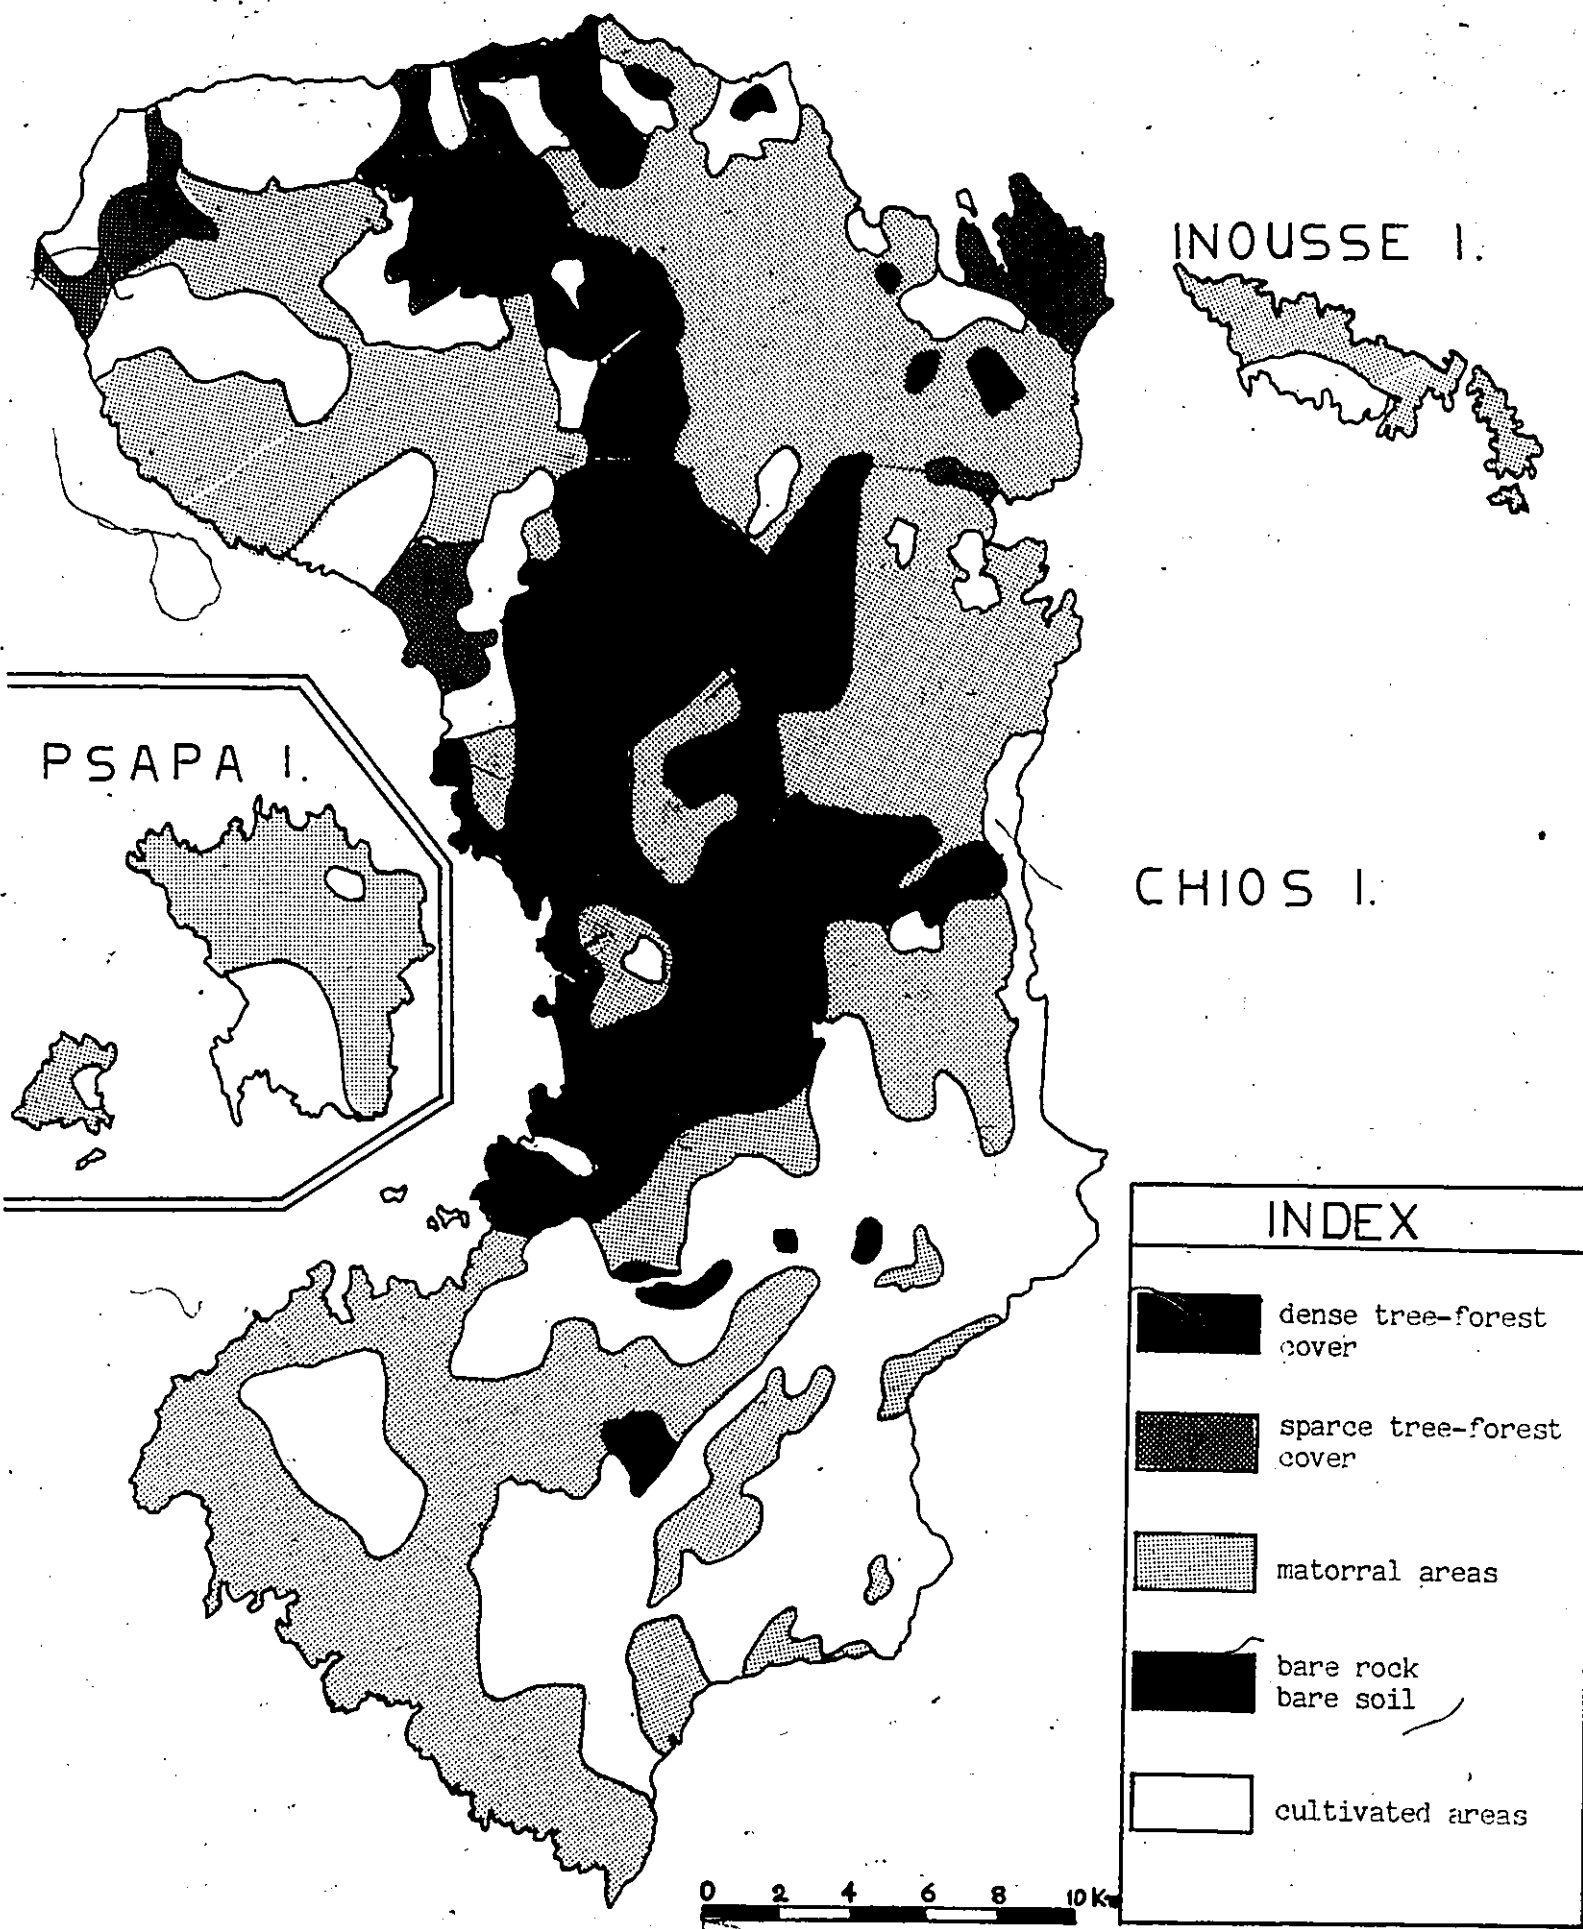 INOUSSE I.
PSAPA I.
CHIOS I.
INDEX
dense tree-forest
cover
sparce tree-forest
cover
matorral areas
bare rock
bare soil
cultivated areas
0 2 4 6 8 10 Km